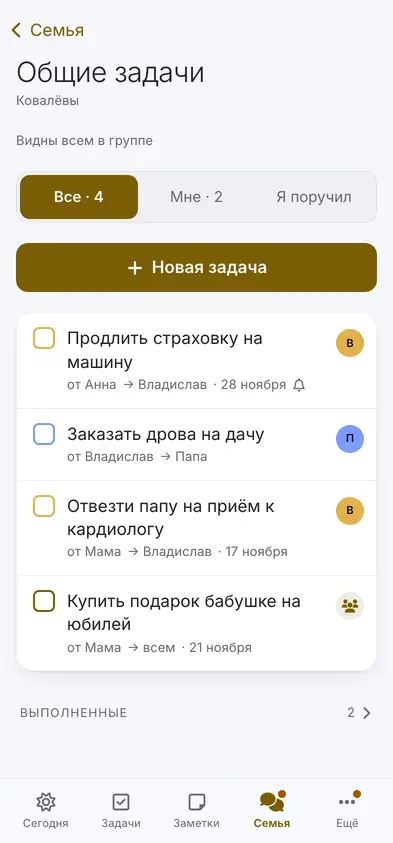 Семья
Общие задачи
Ковалёвы
Видны всем в группе
Все · 4
Мне · 2
Я поручил
+ Новая задача
Продлить страховку на
машину
В
от Анна → Владислав · 28 ноября
Заказать дрова на дачу
П
от Владислав → Папа
Отвезти папу на приём к
кардиологу
В
от Мама → Владислав · 17 ноября
Купить подарок бабушке на
юбилей
от Мама → всем · 21 ноября
ВЫПОЛНЕННЫЕ
2
Сегодня
Задачи
Заметки
Семья
Ещё